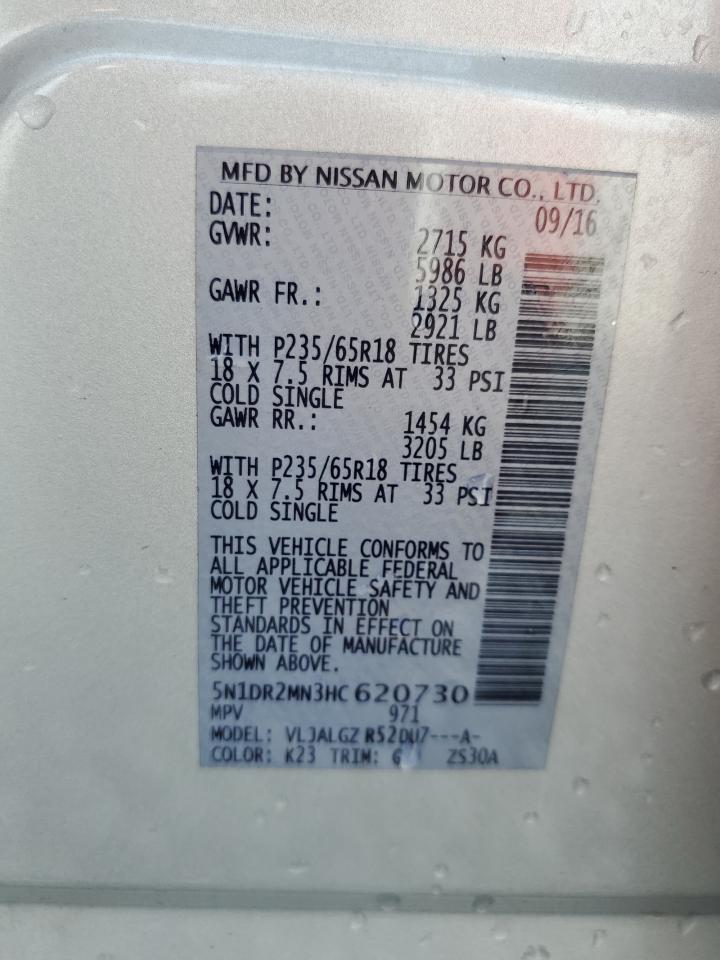 MFD BY NISSAN MOTOR CO., LTD.
DATE: 09/16
GVWR: 2715 KG
5986 LB
GAWR FR.: 1325 KG
2921 LB
WITH P235/65R18 TIRES
18 X 7.5 RIMS AT 33 PSI
COLD SINGLE
GAWR RR.: 1454 KG
3205 LB
WITH P235/65R18 TIRES
18 X 7.5 RIMS AT 33 PSI
COLD SINGLE
THIS VEHICLE CONFORMS TO
ALL APPLICABLE FEDERAL
MOTOR VEHICLE SAFETY AND
THEFT PREVENTION
STANDARDS IN EFFECT ON
THE DATE OF MANUFACTURE
SHOWN ABOVE.
5N1DR2MN3HC 620730
MPV 971
MODEL: VLJALGZ R52DU7---A-
COLOR: K23 TRIM: G ZS30A